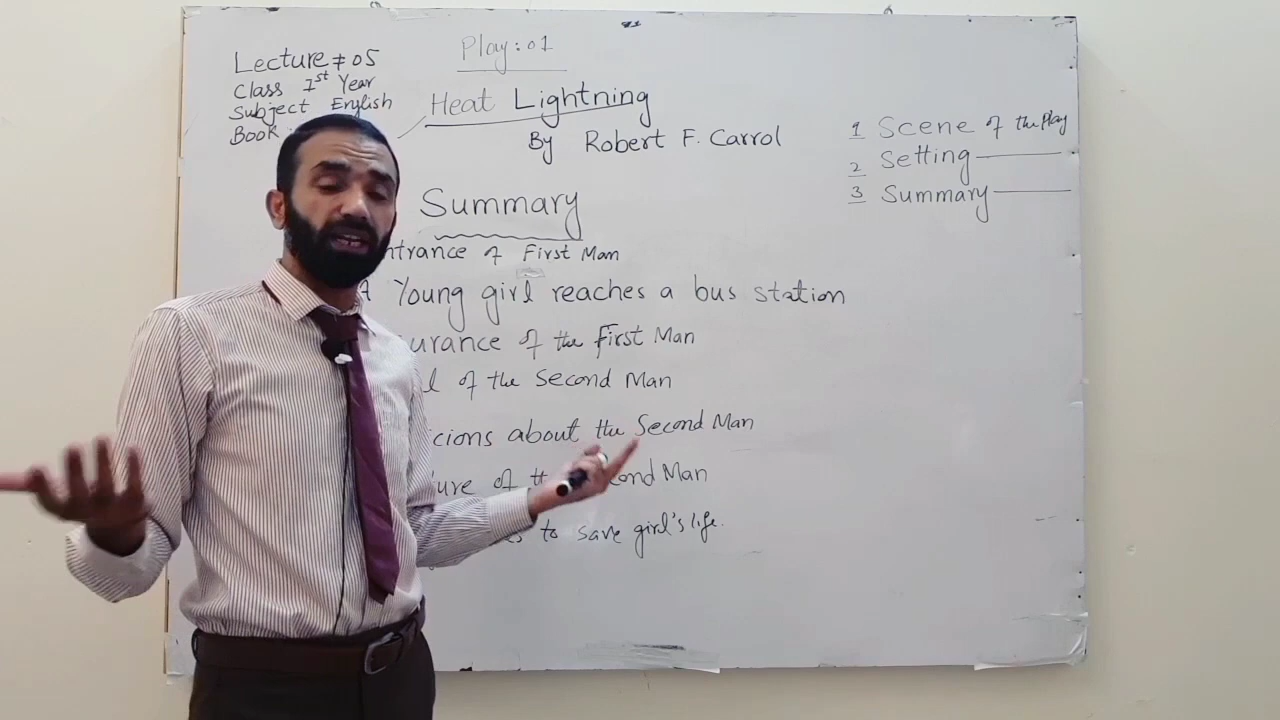 Play: 01
Lecture # 05
Class 1st Year
Subject English
Book
Heat Lightning
By Robert F. Carrol
1 Scene of the Play
2 Setting
3 Summary
Summary
ntrance of First Man
A Young girl reaches a bus station
urance of the first Man
l of the Second Man
icions about the Second Man
ure of the Second Man
to save girl's life.